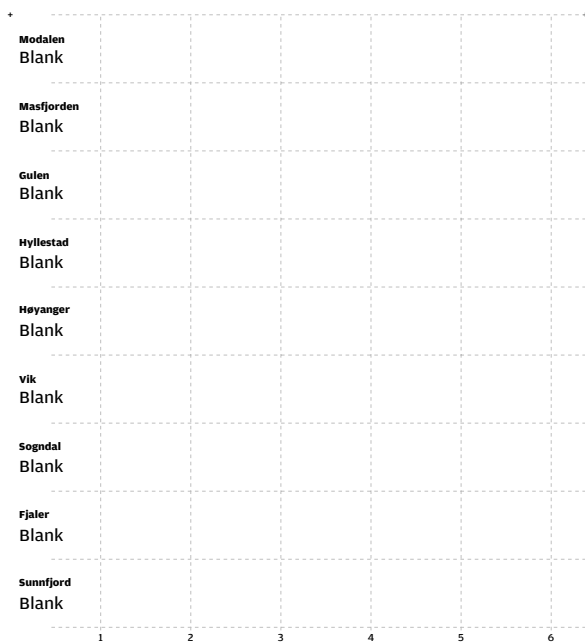 +
Modalen
Blank
Masfjorden
Blank
Gulen
Blank
Hyllestad
Blank
Høyanger
Blank
Vik
Blank
Sogndal
Blank
Fjaler
Blank
Sunnfjord
Blank
1 2 3 4 5 6